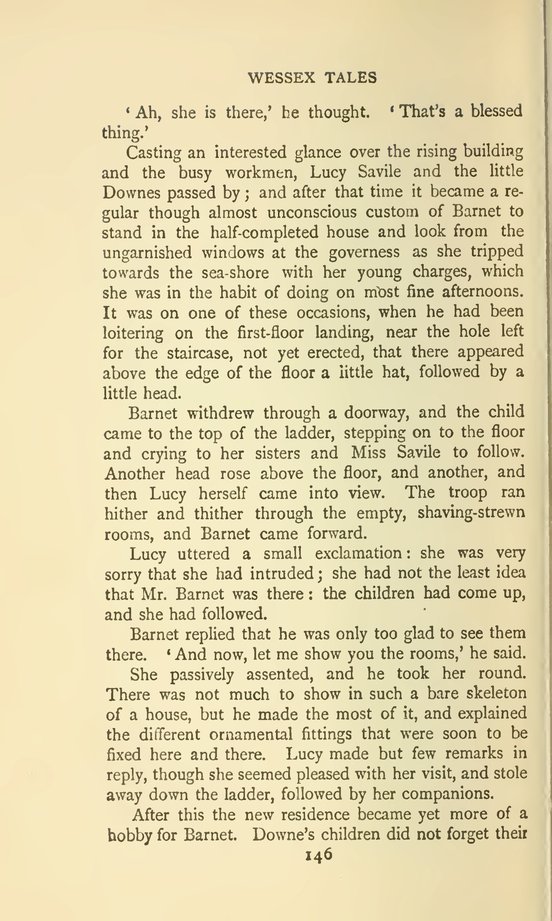 WESSEX TALES
‘ Ah, she is there,’ he thought. ‘ That’s a blessed
thing.’
Casting an interested glance over the rising building
and the busy workmen, Lucy Savile and the little
Downes passed by ; and after that time it became a re-
gular though almost unconscious custom of Barnet to
stand in the half-completed house and look from the
ungarnished windows at the governess as she tripped
towards the sea-shore with her young charges, which
she was in the habit of doing on most fine afternoons.
It was on one of these occasions, when he had been
loitering on the first-floor landing, near the hole left
for the staircase, not yet erected, that there appeared
above the edge of the floor a little hat, followed by a
little head.
Barnet withdrew through a doorway, and the child
came to the top of the ladder, stepping on to the floor
and crying to her sisters and Miss Savile to follow.
Another head rose above the floor, and another, and
then Lucy herself came into view. The troop ran
hither and thither through the empty, shaving-strewn
rooms, and Barnet came forward.
Lucy uttered a small exclamation : she was very
sorry that she had intruded ; she had not the least idea
that Mr. Barnet was there : the children had come up,
and she had followed.
Barnet replied that he was only too glad to see them
there. ‘ And now, let me show you the rooms,’ he said.
She passively assented, and he took her round.
There was not much to show in such a bare skeleton
of a house, but he made the most of it, and explained
the different ornamental fittings that were soon to be
fixed here and there. Lucy made but few remarks in
reply, though she seemed pleased with her visit, and stole
away down the ladder, followed by her companions.
After this the new residence became yet more of a
hobby for Barnet. Downe’s children did not forget their
146